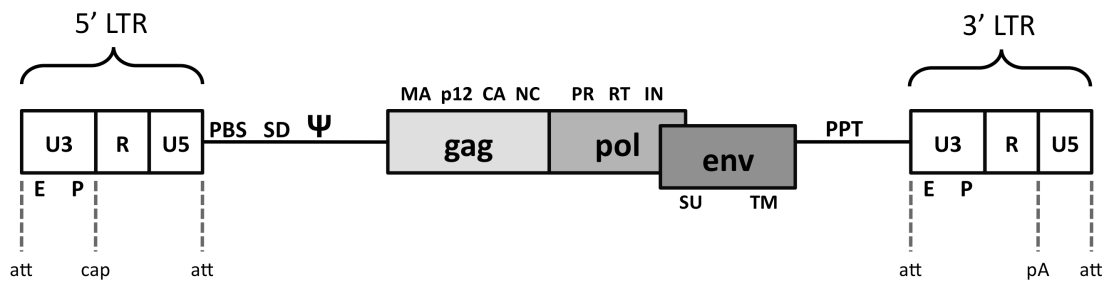 5’ LTR 3’ LTR
MA p12 CA NC PR RT IN
U3 R U5 PBS SD Ψ gag pol env PPT U3 R U5
E P SU TM E P
att cap att att pA att